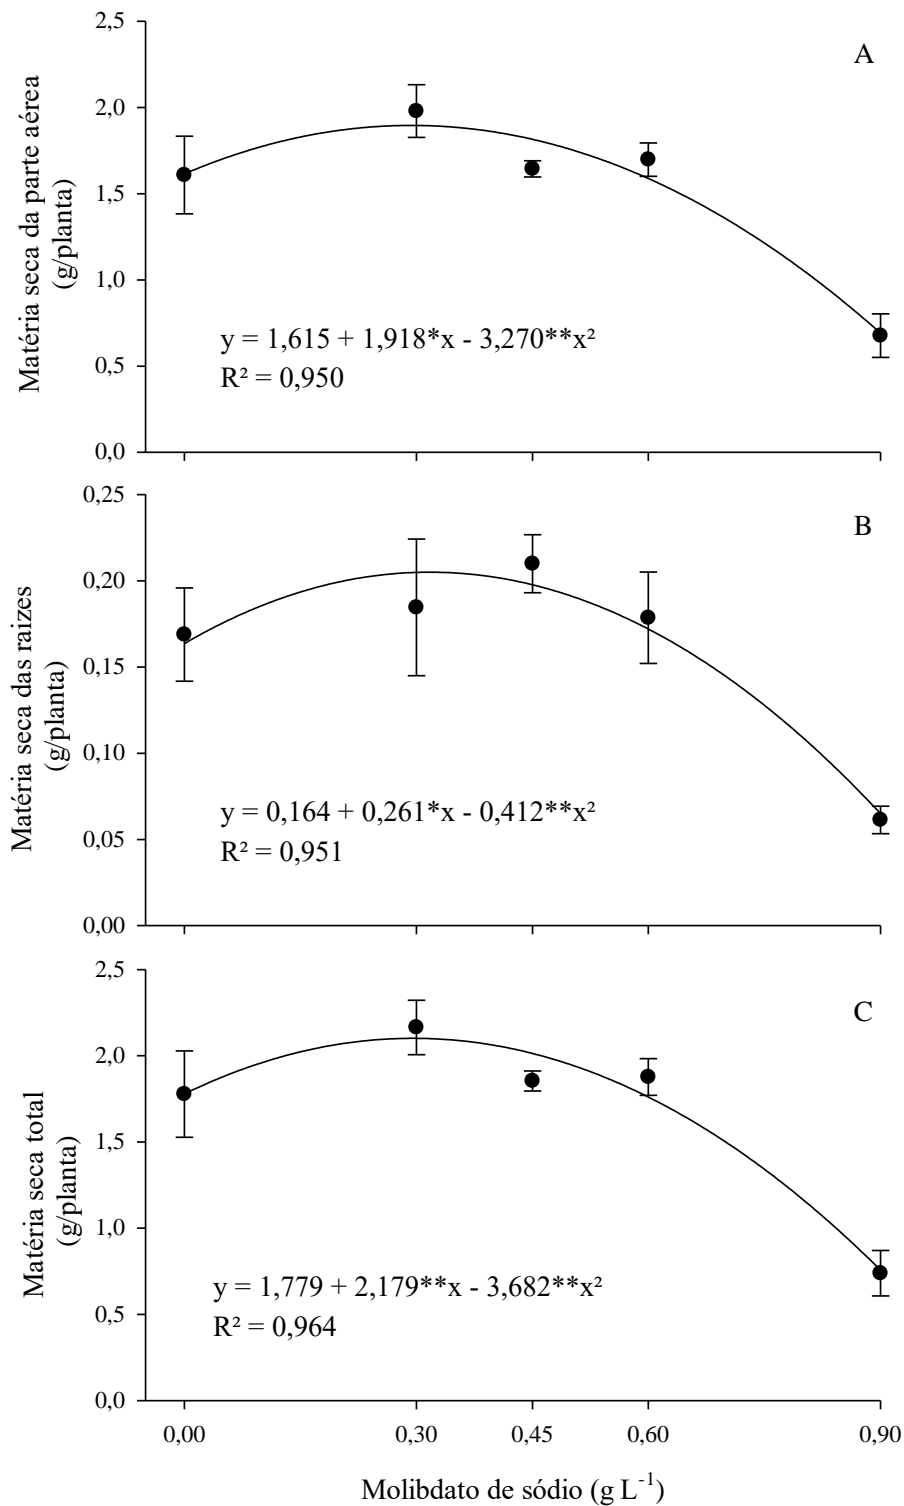 2,5
A
2,0
1,5
1,0
0,5
0,0
Matéria seca da parte aérea
(g/planta)
y = 1,615 + 1,918*x - 3,270**x²
R² = 0,950
0,25
B
0,20
0,15
0,10
0,05
0,00
Matéria seca das raizes
(g/planta)
y = 0,164 + 0,261*x - 0,412**x²
R² = 0,951
2,5
C
2,0
1,5
1,0
0,5
0,0
Matéria seca total
(g/planta)
y = 1,779 + 2,179**x - 3,682**x²
R² = 0,964
0,00 0,30 0,45 0,60 0,90
Molibdato de sódio (g L⁻¹)